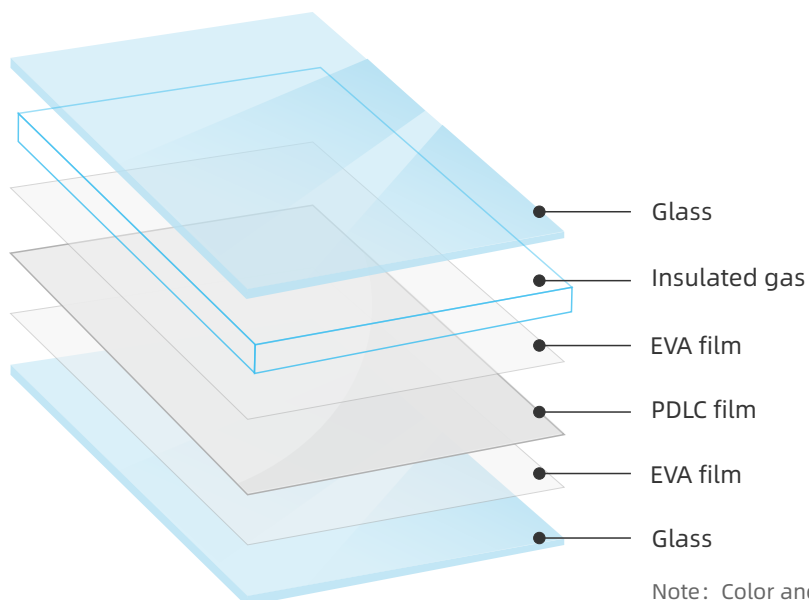 Glass
Insulated gas
EVA film
PDLC film
EVA film
Glass
Note: Color and